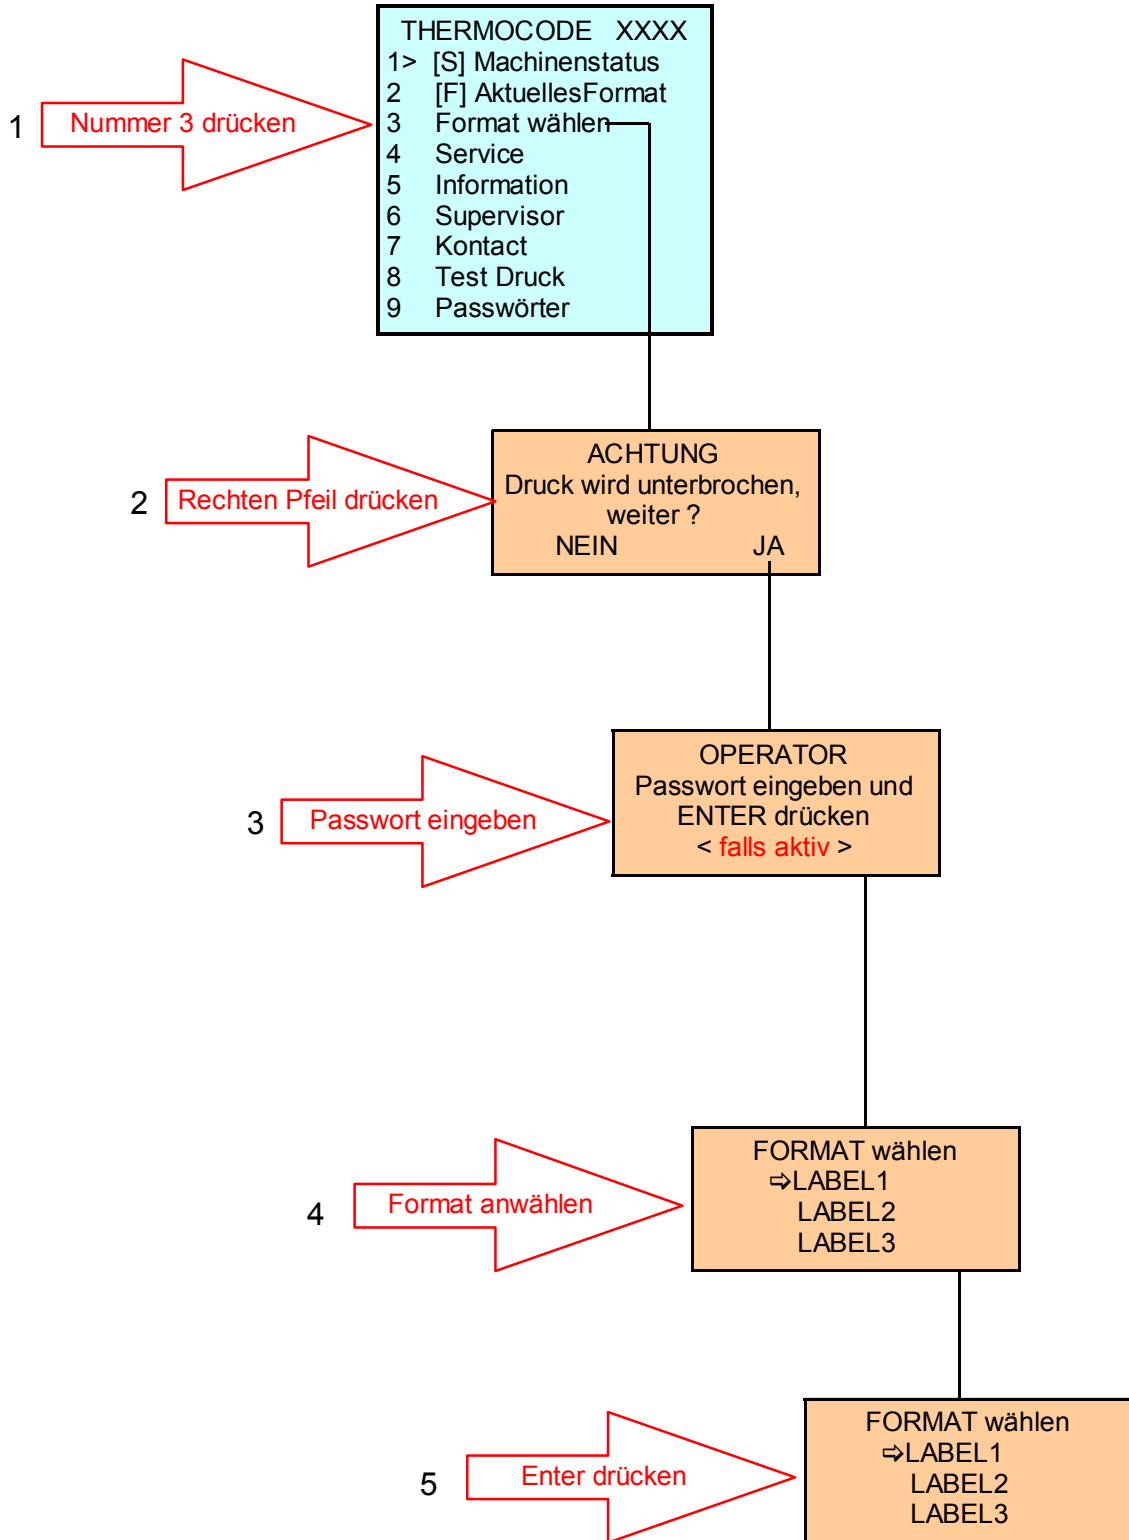 THERMOCODE XXXX
1> [S] Machinenstatus
2 [F] AktuellesFormat
3 Format wählen
4 Service
5 Information
6 Supervisor
7 Kontact
8 Test Druck
9 Passwörter
1 Nummer 3 drücken
ACHTUNG
Druck wird unterbrochen,
weiter ?
NEIN JA
2 Rechten Pfeil drücken
OPERATOR
Passwort eingeben und
ENTER drücken
< falls aktiv >
3 Passwort eingeben
FORMAT wählen
⇨LABEL1
LABEL2
LABEL3
4 Format anwählen
FORMAT wählen
⇨LABEL1
LABEL2
LABEL3
5 Enter drücken